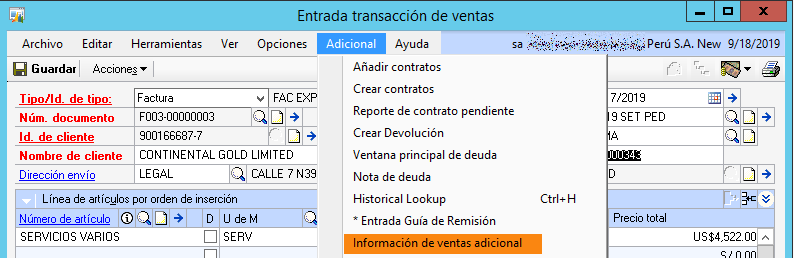 Entrada transacción de ventas
Archivo Editar Herramientas Ver Opciones Adicional Ayuda sa Perú S.A. New 9/18/2019
Guardar Acciones
Añadir contratos
Crear contratos
Reporte de contrato pendiente
Crear Devolución
Ventana principal de deuda
Nota de deuda
Historical Lookup Ctrl+H
* Entrada Guía de Remisión
Información de ventas adicional
Tipo/Id. de tipo: Factura FAC EXP 7/2019
Núm. documento F003-00000003 19 SET PED
Id. de cliente 900166687-7 MA
Nombre de cliente CONTINENTAL GOLD LIMITED 000343
Dirección envío LEGAL CALLE 7 N39 D
Línea de artículos por orden de inserción
Número de artículo D U de M Precio total
SERVICIOS VARIOS SERV US$4,522.00
S/ 0.00